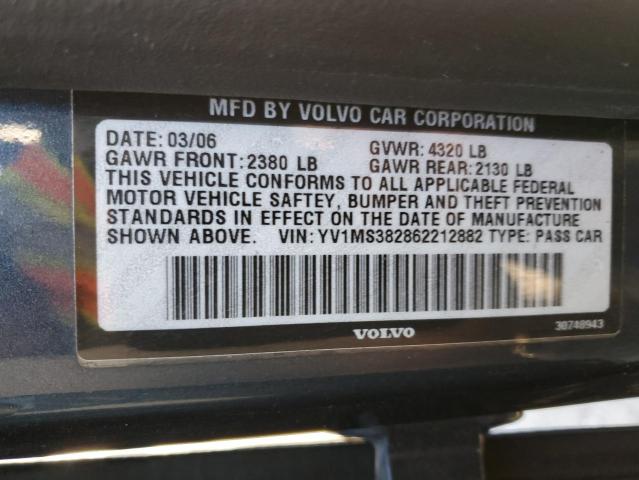 MFD BY VOLVO CAR CORPORATION
DATE: 03/06 GVWR: 4320 LB
GAWR FRONT: 2380 LB GAWR REAR: 2130 LB
THIS VEHICLE CONFORMS TO ALL APPLICABLE FEDERAL
MOTOR VEHICLE SAFTEY, BUMPER AND THEFT PREVENTION
STANDARDS IN EFFECT ON THE DATE OF MANUFACTURE
SHOWN ABOVE. VIN: YV1MS382862212882 TYPE: PASS CAR
VOLVO 30748943